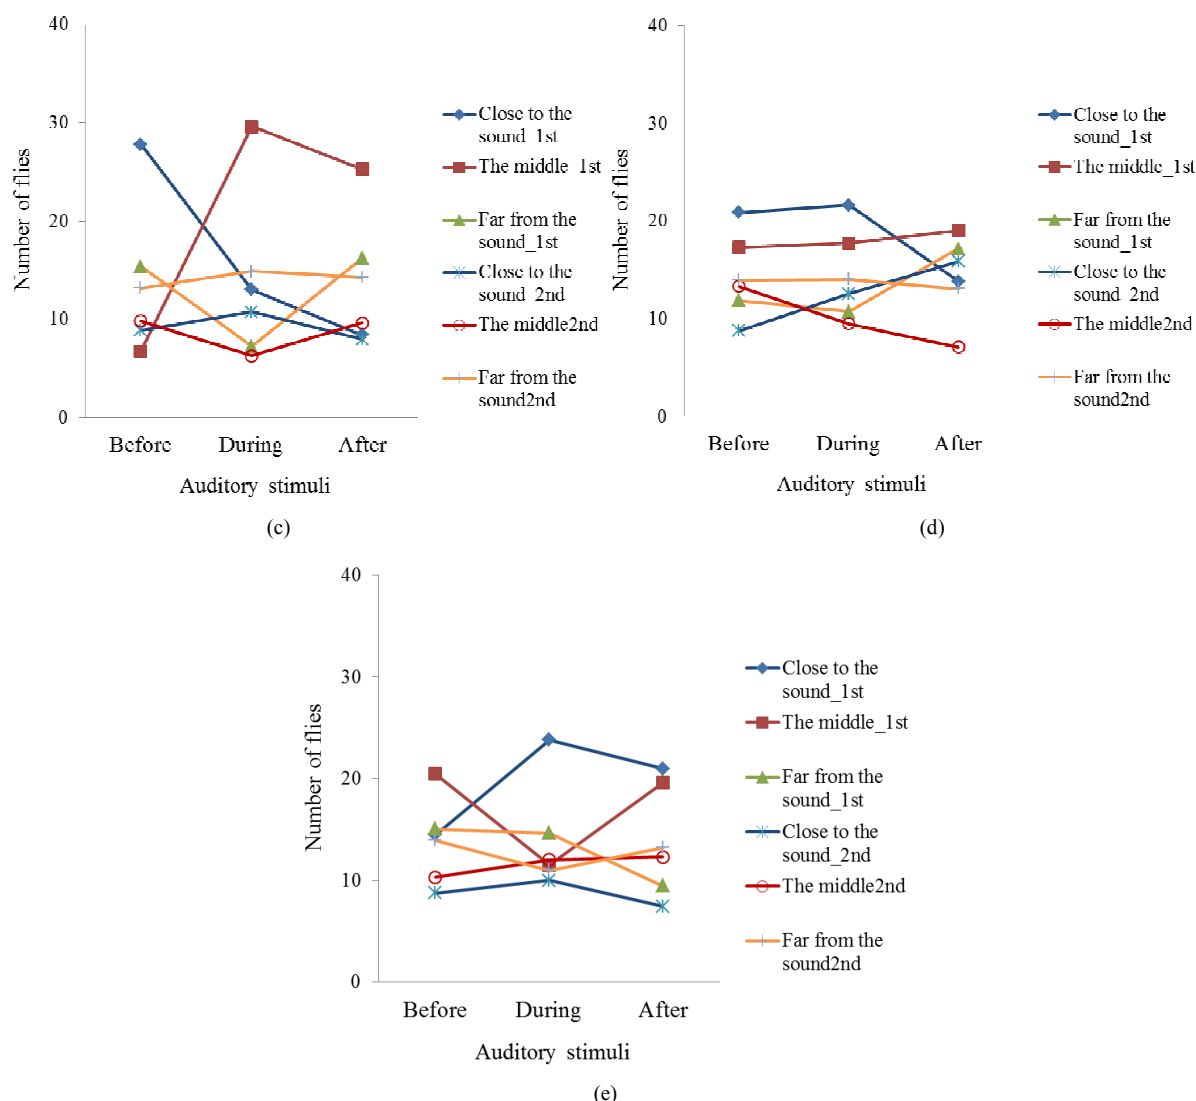 40
30
20
10
0
Number of flies
Before During After
Auditory stimuli
Close to the
sound_1st
The middle_1st
Far from the
sound_1st
Close to the
sound_2nd
The middle2nd
Far from the
sound2nd
(c)
40
30
20
10
0
Number of flies
Before During After
Auditory stimuli
Close to the
sound_1st
The middle_1st
Far from the
sound_1st
Close to the
sound_2nd
The middle2nd
Far from the
sound2nd
(d)
40
30
20
10
0
Number of flies
Before During After
Auditory stimuli
Close to the
sound_1st
The middle_1st
Far from the
sound_1st
Close to the
sound_2nd
The middle2nd
Far from the
sound2nd
(e)